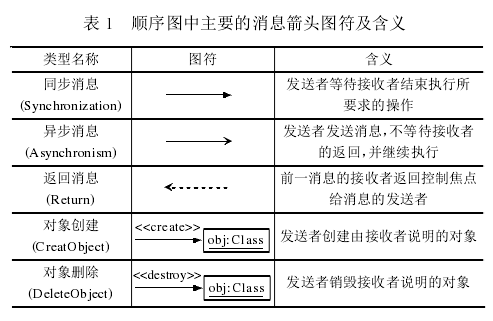 表 1 顺序图中主要的消息箭头图符及含义
类型名称 图符 含义
同步消息
(Synchronization)
发送者等待接收者结束执行所
要求的操作
异步消息
(Asynchronism)
发送者发送消息,不等待接收者
的返回,并继续执行
返回消息
(Return)
前一消息的接收者返回控制焦点
给消息的发送者
对象创建
(CreatObject)
<<create>>
obj:Class
发送者创建由接收者说明的对象
对象删除
(DeleteObject)
<<destroy>>
obj:Class
发送者销毁接收者说明的对象